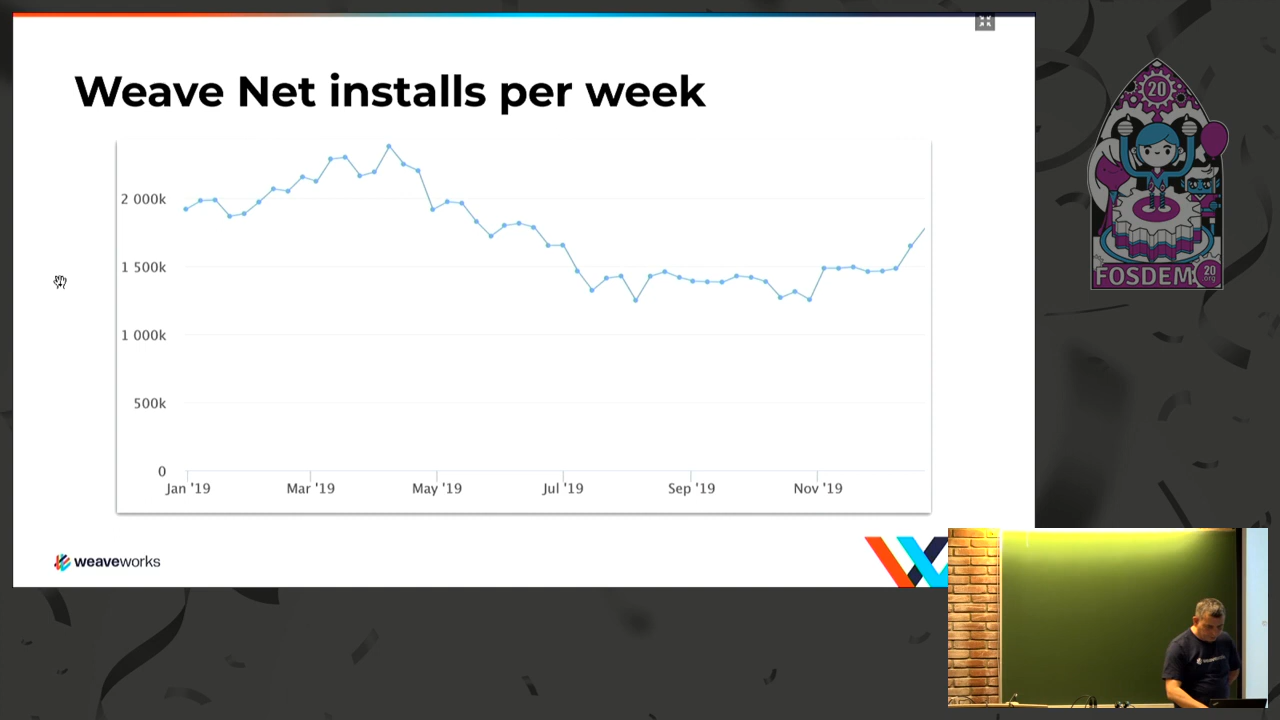 Weave Net installs per week
2 000k
1 500k
1 000k
500k
0
Jan '19
Mar '19
May '19
Jul '19
Sep '19
Nov '19
weaveworks
20
FOSDEM
20
.org